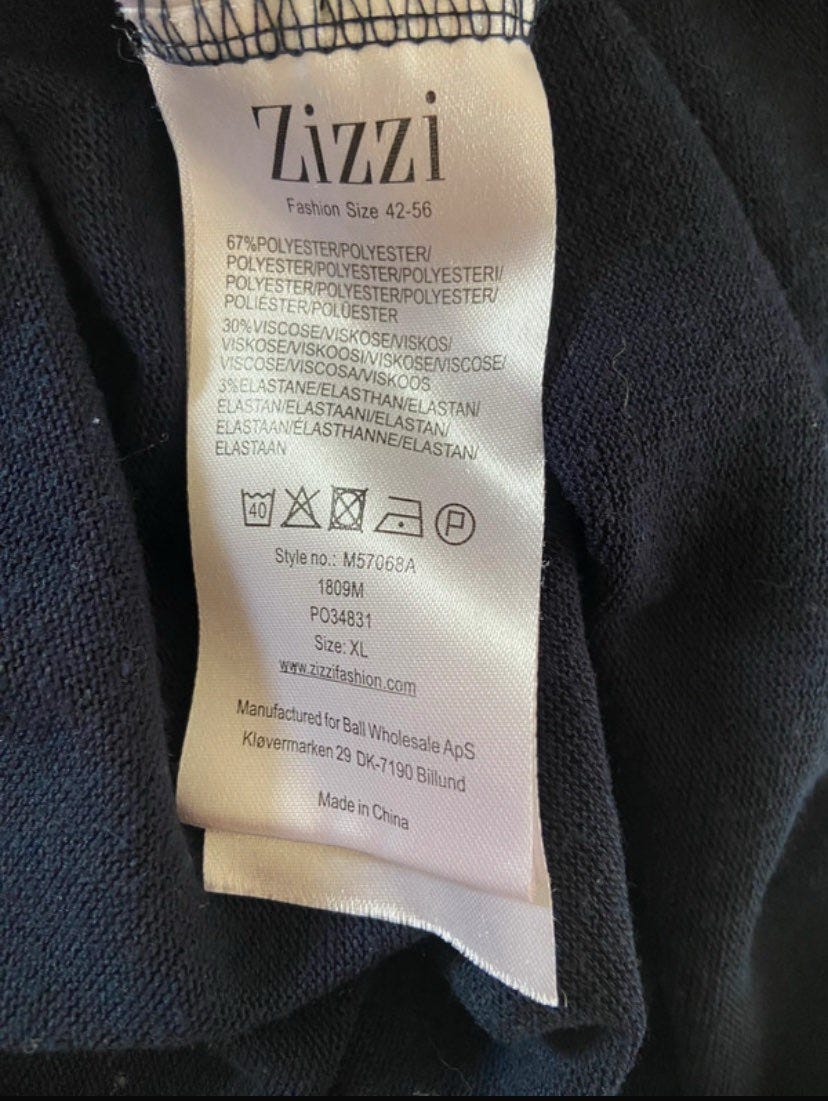 Zizzi
Fashion Size 42-56
67%POLYESTER/POLYESTER/
POLYESTER/POLYESTER/POLYESTERI/
POLYESTER/POLYESTER/POLYESTER/
POLIÉSTER/POLÜESTER
30%VISCOSE/VISKOSE/VISKOS/
VISKOSE/VISKOOSI/VISKOSE/VISCOSE/
VISCOSE/VISCOSA/VISKOOS
3%ELASTANE/ELASTHAN/ELASTAN/
ELASTAN/ELASTAANI/ELASTAN/
ELASTAAN/ÉLASTHANNE/ELASTAN/
ELASTAAN
40 P
Style no.: M57068A
1809M
PO34831
Size: XL
www.zizzifashion.com
Manufactured for Ball Wholesale ApS
Kløvermarken 29 DK-7190 Billund
Made in China